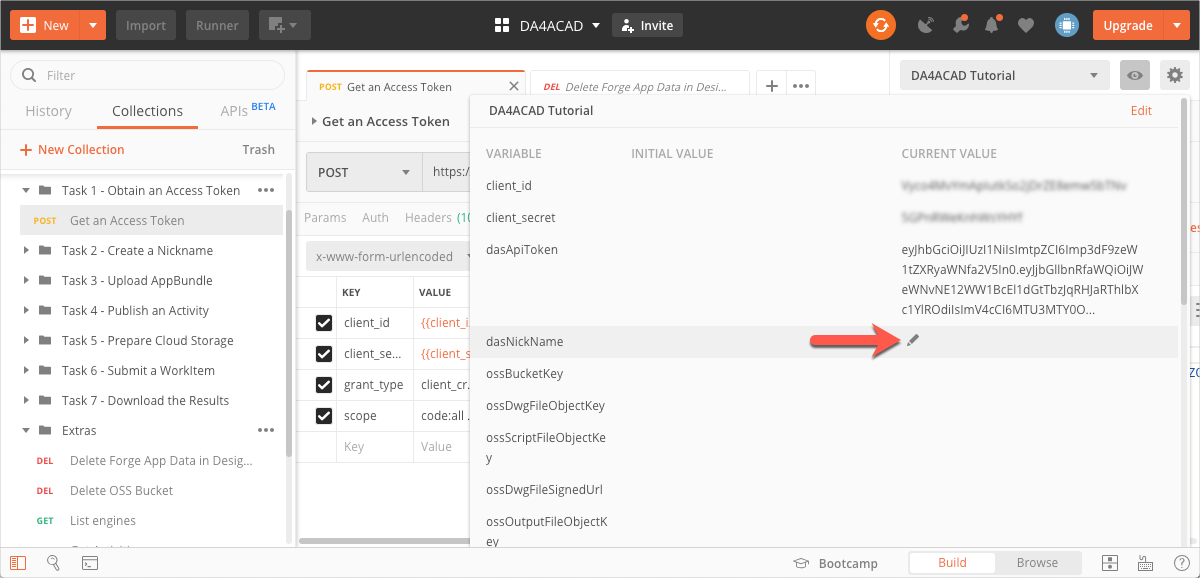 New
Import
Runner
DA4ACAD
Invite
Upgrade
Filter
History
Collections
APIs BETA
New Collection
Trash
Task 1 - Obtain an Access Token
POST Get an Access Token
Task 2 - Create a Nickname
Task 3 - Upload AppBundle
Task 4 - Publish an Activity
Task 5 - Prepare Cloud Storage
Task 6 - Submit a WorkItem
Task 7 - Download the Results
Extras
DEL Delete Forge App Data in Desig...
DEL Delete OSS Bucket
GET List engines
POST Get an Access Token
DEL Delete Forge App Data in Desi...
DA4ACAD Tutorial
Get an Access Token
POST
https:/
Params Auth Headers (10
x-www-form-urlencoded
KEY VALUE
client_id {{client_i.
client_se... {{client_s
grant_type client_cr.
scope code:all .
Key Value
DA4ACAD Tutorial
Edit
VARIABLE INITIAL VALUE CURRENT VALUE
client_id
client_secret
dasApiToken
dasNickName
ossBucketKey
ossDwgFileObjectKey
ossScriptFileObjectKe
y
ossDwgFileSignedUrl
ossOutputFileObjectK
ey
Bootcamp
Build
Browse